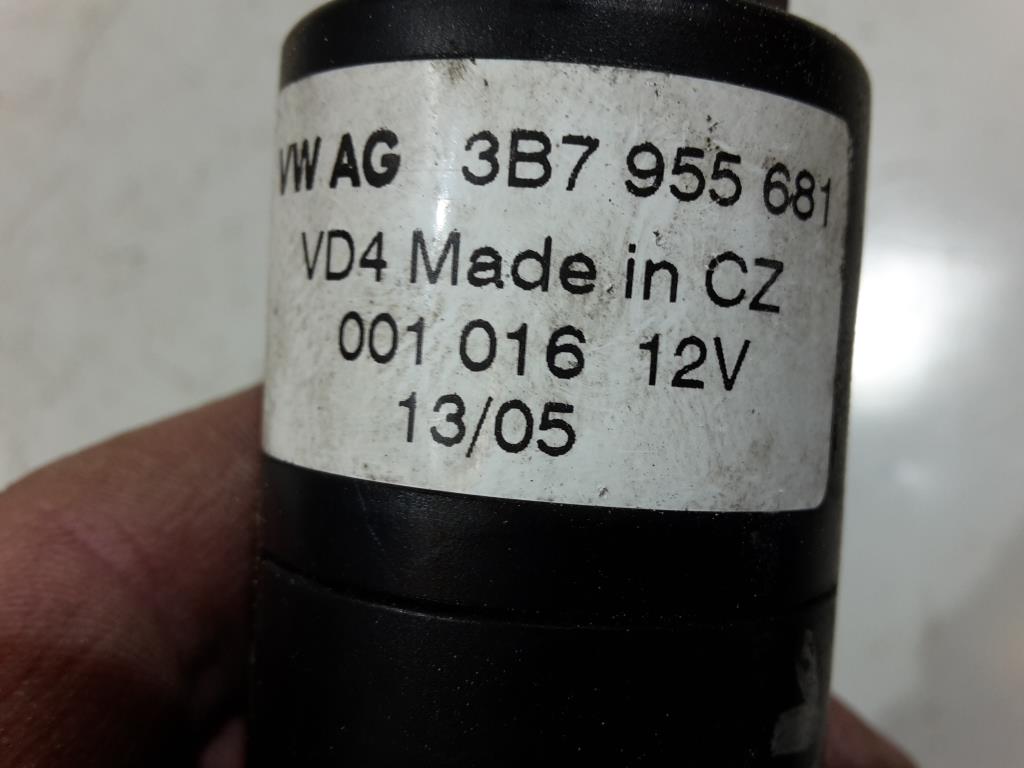 VW AG 3B7 955 681
VD4 Made in CZ
001 016 12V
13/05